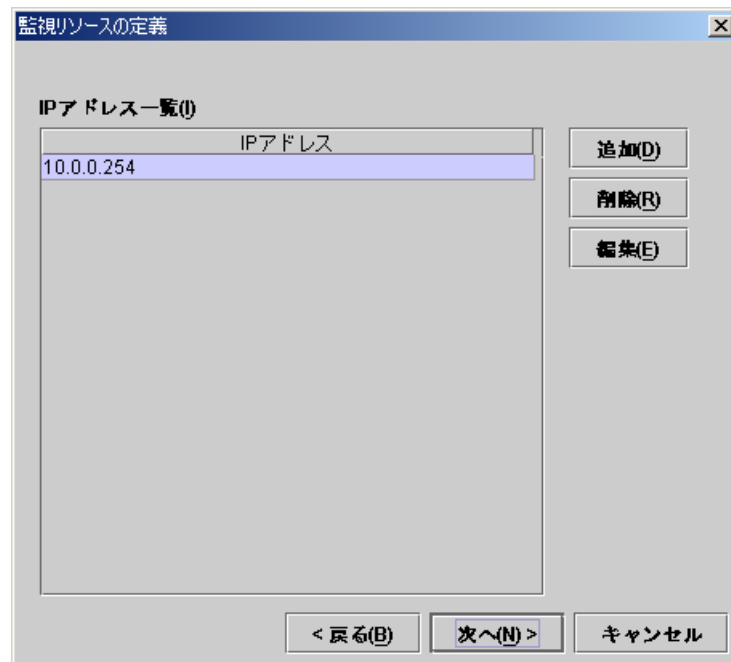 監視リソースの定義
IPアドレス一覧(I)
IPアドレス
10.0.0.254
追加(D)
削除(R)
編集(E)
< 戻る(B)
次へ(N) >
キャンセル